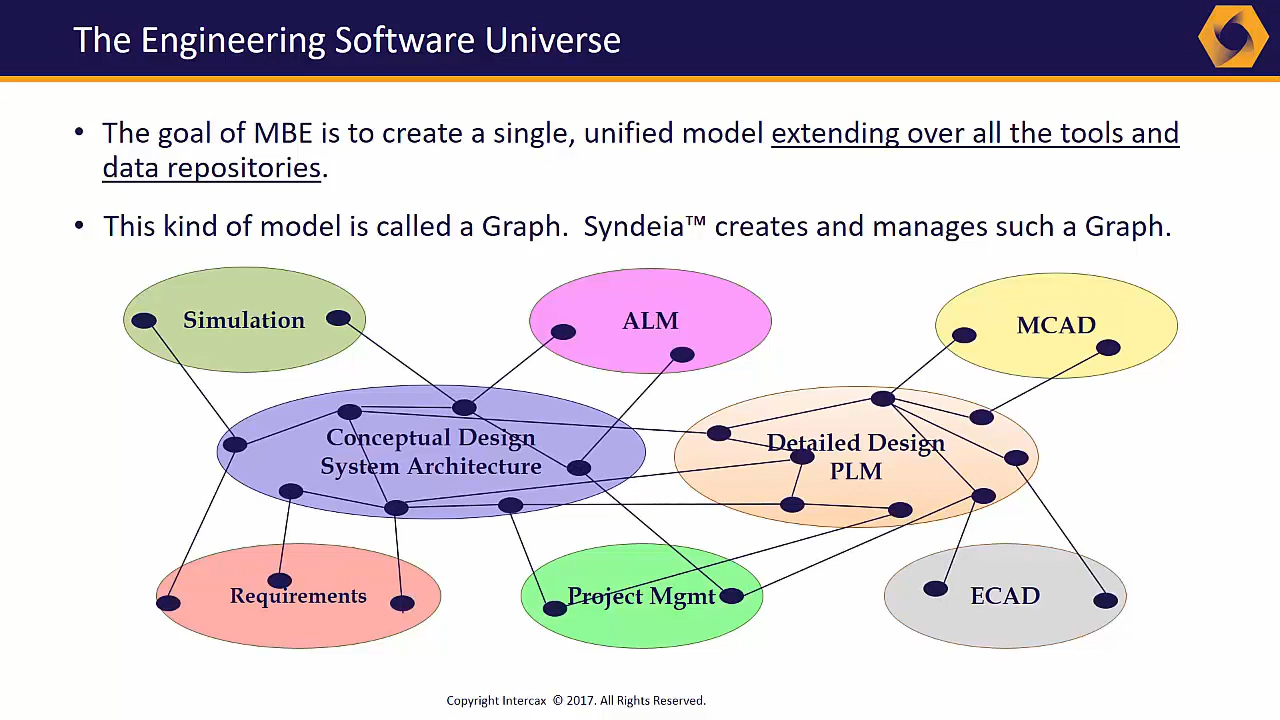 The Engineering Software Universe
• The goal of MBE is to create a single, unified model extending over all the tools and
data repositories.
• This kind of model is called a Graph.  Syndeia™ creates and manages such a Graph.
Simulation
ALM
MCAD
Conceptual Design
System Architecture
Detailed Design
PLM
Requirements
Project Mgmt
ECAD
Copyright Intercax © 2017. All Rights Reserved.